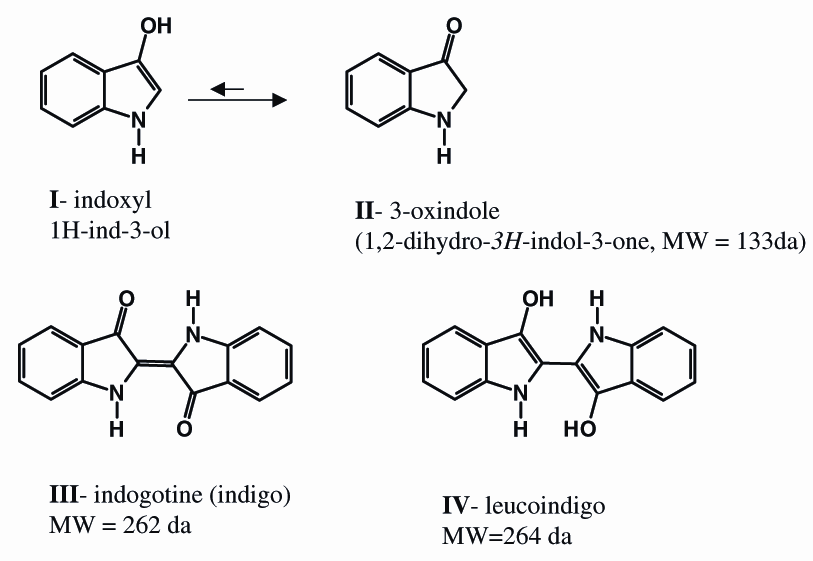 OH
N
H
I- indoxyl
1H-ind-3-ol
O
N
H
II- 3-oxindole
(1,2-dihydro-3H-indol-3-one, MW = 133da)
O
H
N
N
H
O
III- indogotine (indigo)
MW = 262 da
OH
H
N
N
H
HO
IV- leucoindigo
MW=264 da